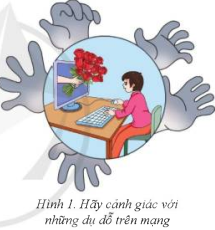 Hình 1. Hãy cảnh giác với
những dụ dỗ trên mạng